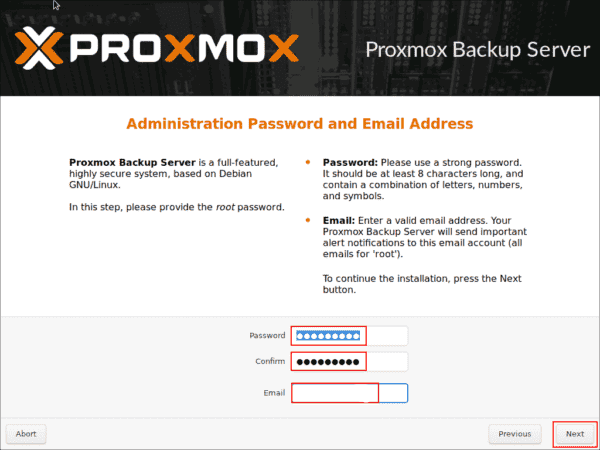 PROXMOX
Proxmox Backup Server
Administration Password and Email Address
Proxmox Backup Server is a full-featured,
highly secure system, based on Debian
GNU/Linux.
In this step, please provide the root password.
Password: Please use a strong password.
It should be at least 8 characters long, and
contain a combination of letters, numbers,
and symbols.
Email: Enter a valid email address. Your
Proxmox Backup Server will send important
alert notifications to this email account (all
emails for 'root').
To continue the installation, press the Next
button.
Password ●●●●●●●●●
Confirm ●●●●●●●●●
Email
Abort
Previous
Next